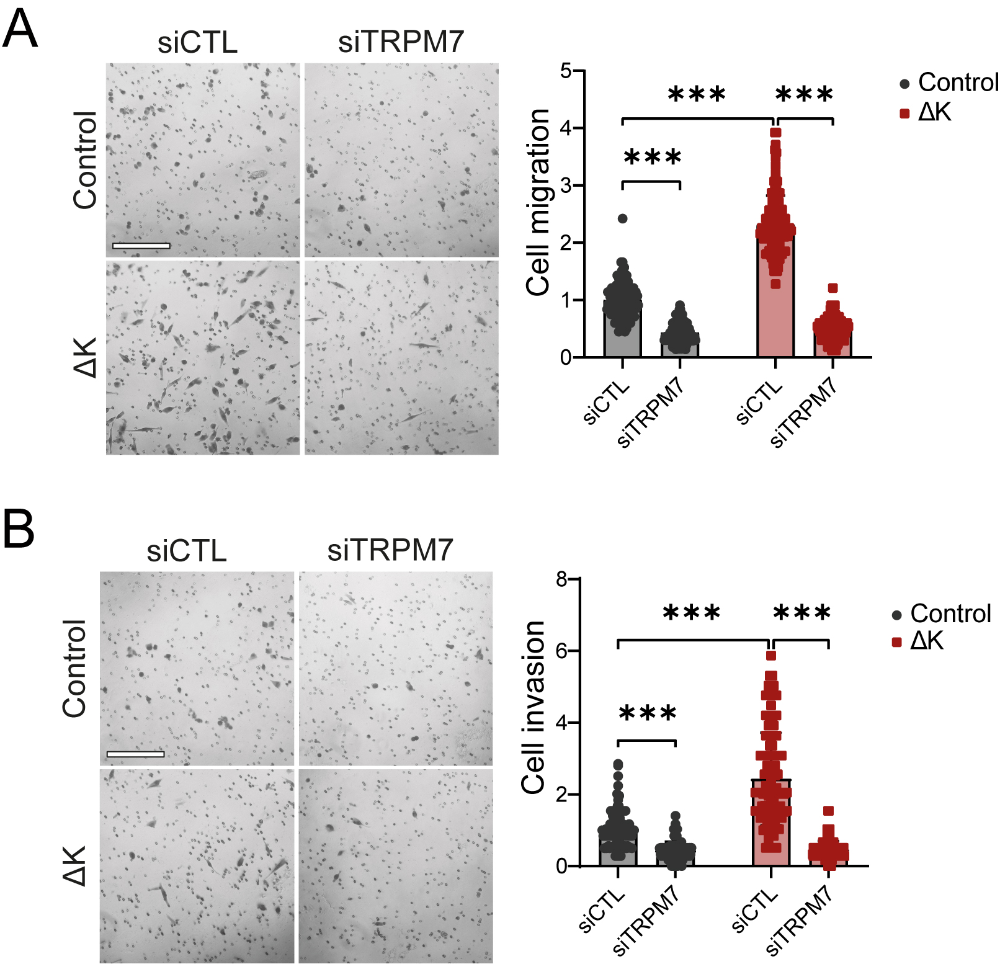 A
siCTL siTRPM7
Control
ΔK
Cell migration
5
4
3
2
1
0
*** ***
***
siCTL
siTRPM7
siCTL
siTRPM7
Control
ΔK
B
siCTL siTRPM7
Control
ΔK
Cell invasion
8
6
4
2
0
*** ***
***
siCTL
siTRPM7
siCTL
siTRPM7
Control
ΔK